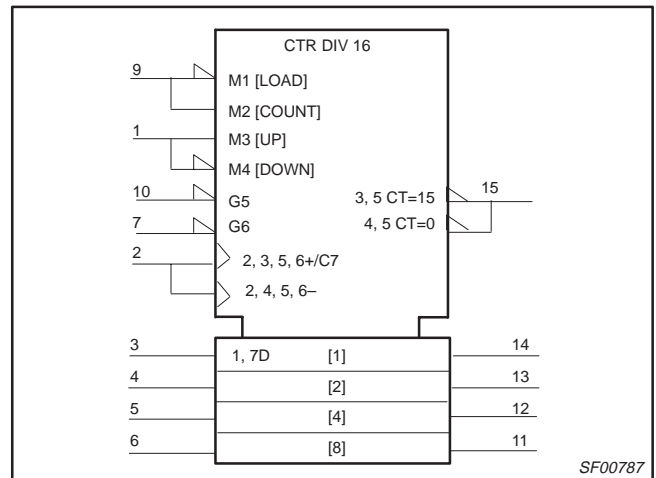 CTR DIV 16
9 M1 [LOAD]
M2 [COUNT]
1 M3 [UP]
M4 [DOWN]
10 G5 3, 5 CT=15 15
7 G6 4, 5 CT=0
2 2, 3, 5, 6+/C7
2, 4, 5, 6–
3 1, 7D [1] 14
4 [2] 13
5 [4] 12
6 [8] 11
SF00787